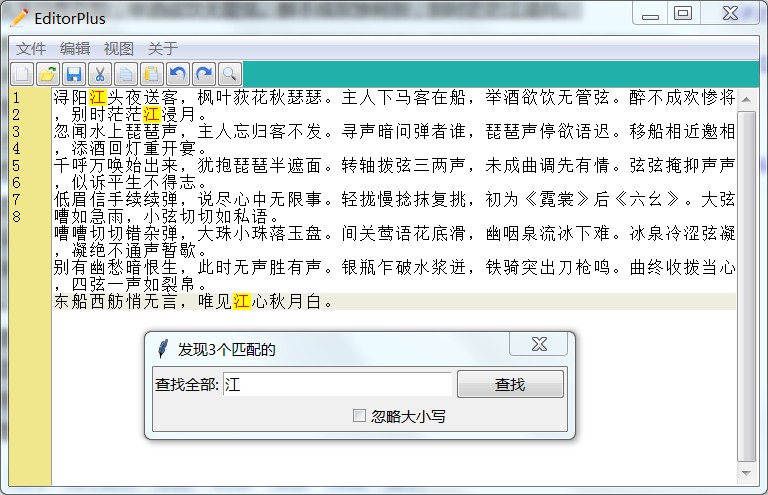 EditorPlus
文件 编辑 视图 关于
1 浔阳江头夜送客，枫叶荻花秋瑟瑟。主人下马客在船，举酒欲饮无管弦。醉不成欢惨将
2 ，别时茫茫江浸月。
3 忽闻水上琵琶声，主人忘归客不发。寻声暗问弹者谁，琵琶声停欲语迟。移船相近邀相
4 ，添酒回灯重开宴。
5 千呼万唤始出来，犹抱琵琶半遮面。转轴拨弦三两声，未成曲调先有情。弦弦掩抑声声
6 ，似诉平生不得志。
7 低眉信手续续弹，说尽心中无限事。轻拢慢捻抹复挑，初为《霓裳》后《六幺》。大弦
8 嘈如急雨，小弦切切如私语。
嘈嘈切切错杂弹，大珠小珠落玉盘。间关莺语花底滑，幽咽泉流冰下难。冰泉冷涩弦凝
，凝绝不通声暂歇。
别有幽愁暗恨生，此时无声胜有声。银瓶乍破水浆迸，铁骑突出刀枪鸣。曲终收拨当心
，四弦一声如裂帛。
东船西舫悄无言，唯见江心秋月白。
发现3个匹配的
查找全部: 江 查找
忽略大小写